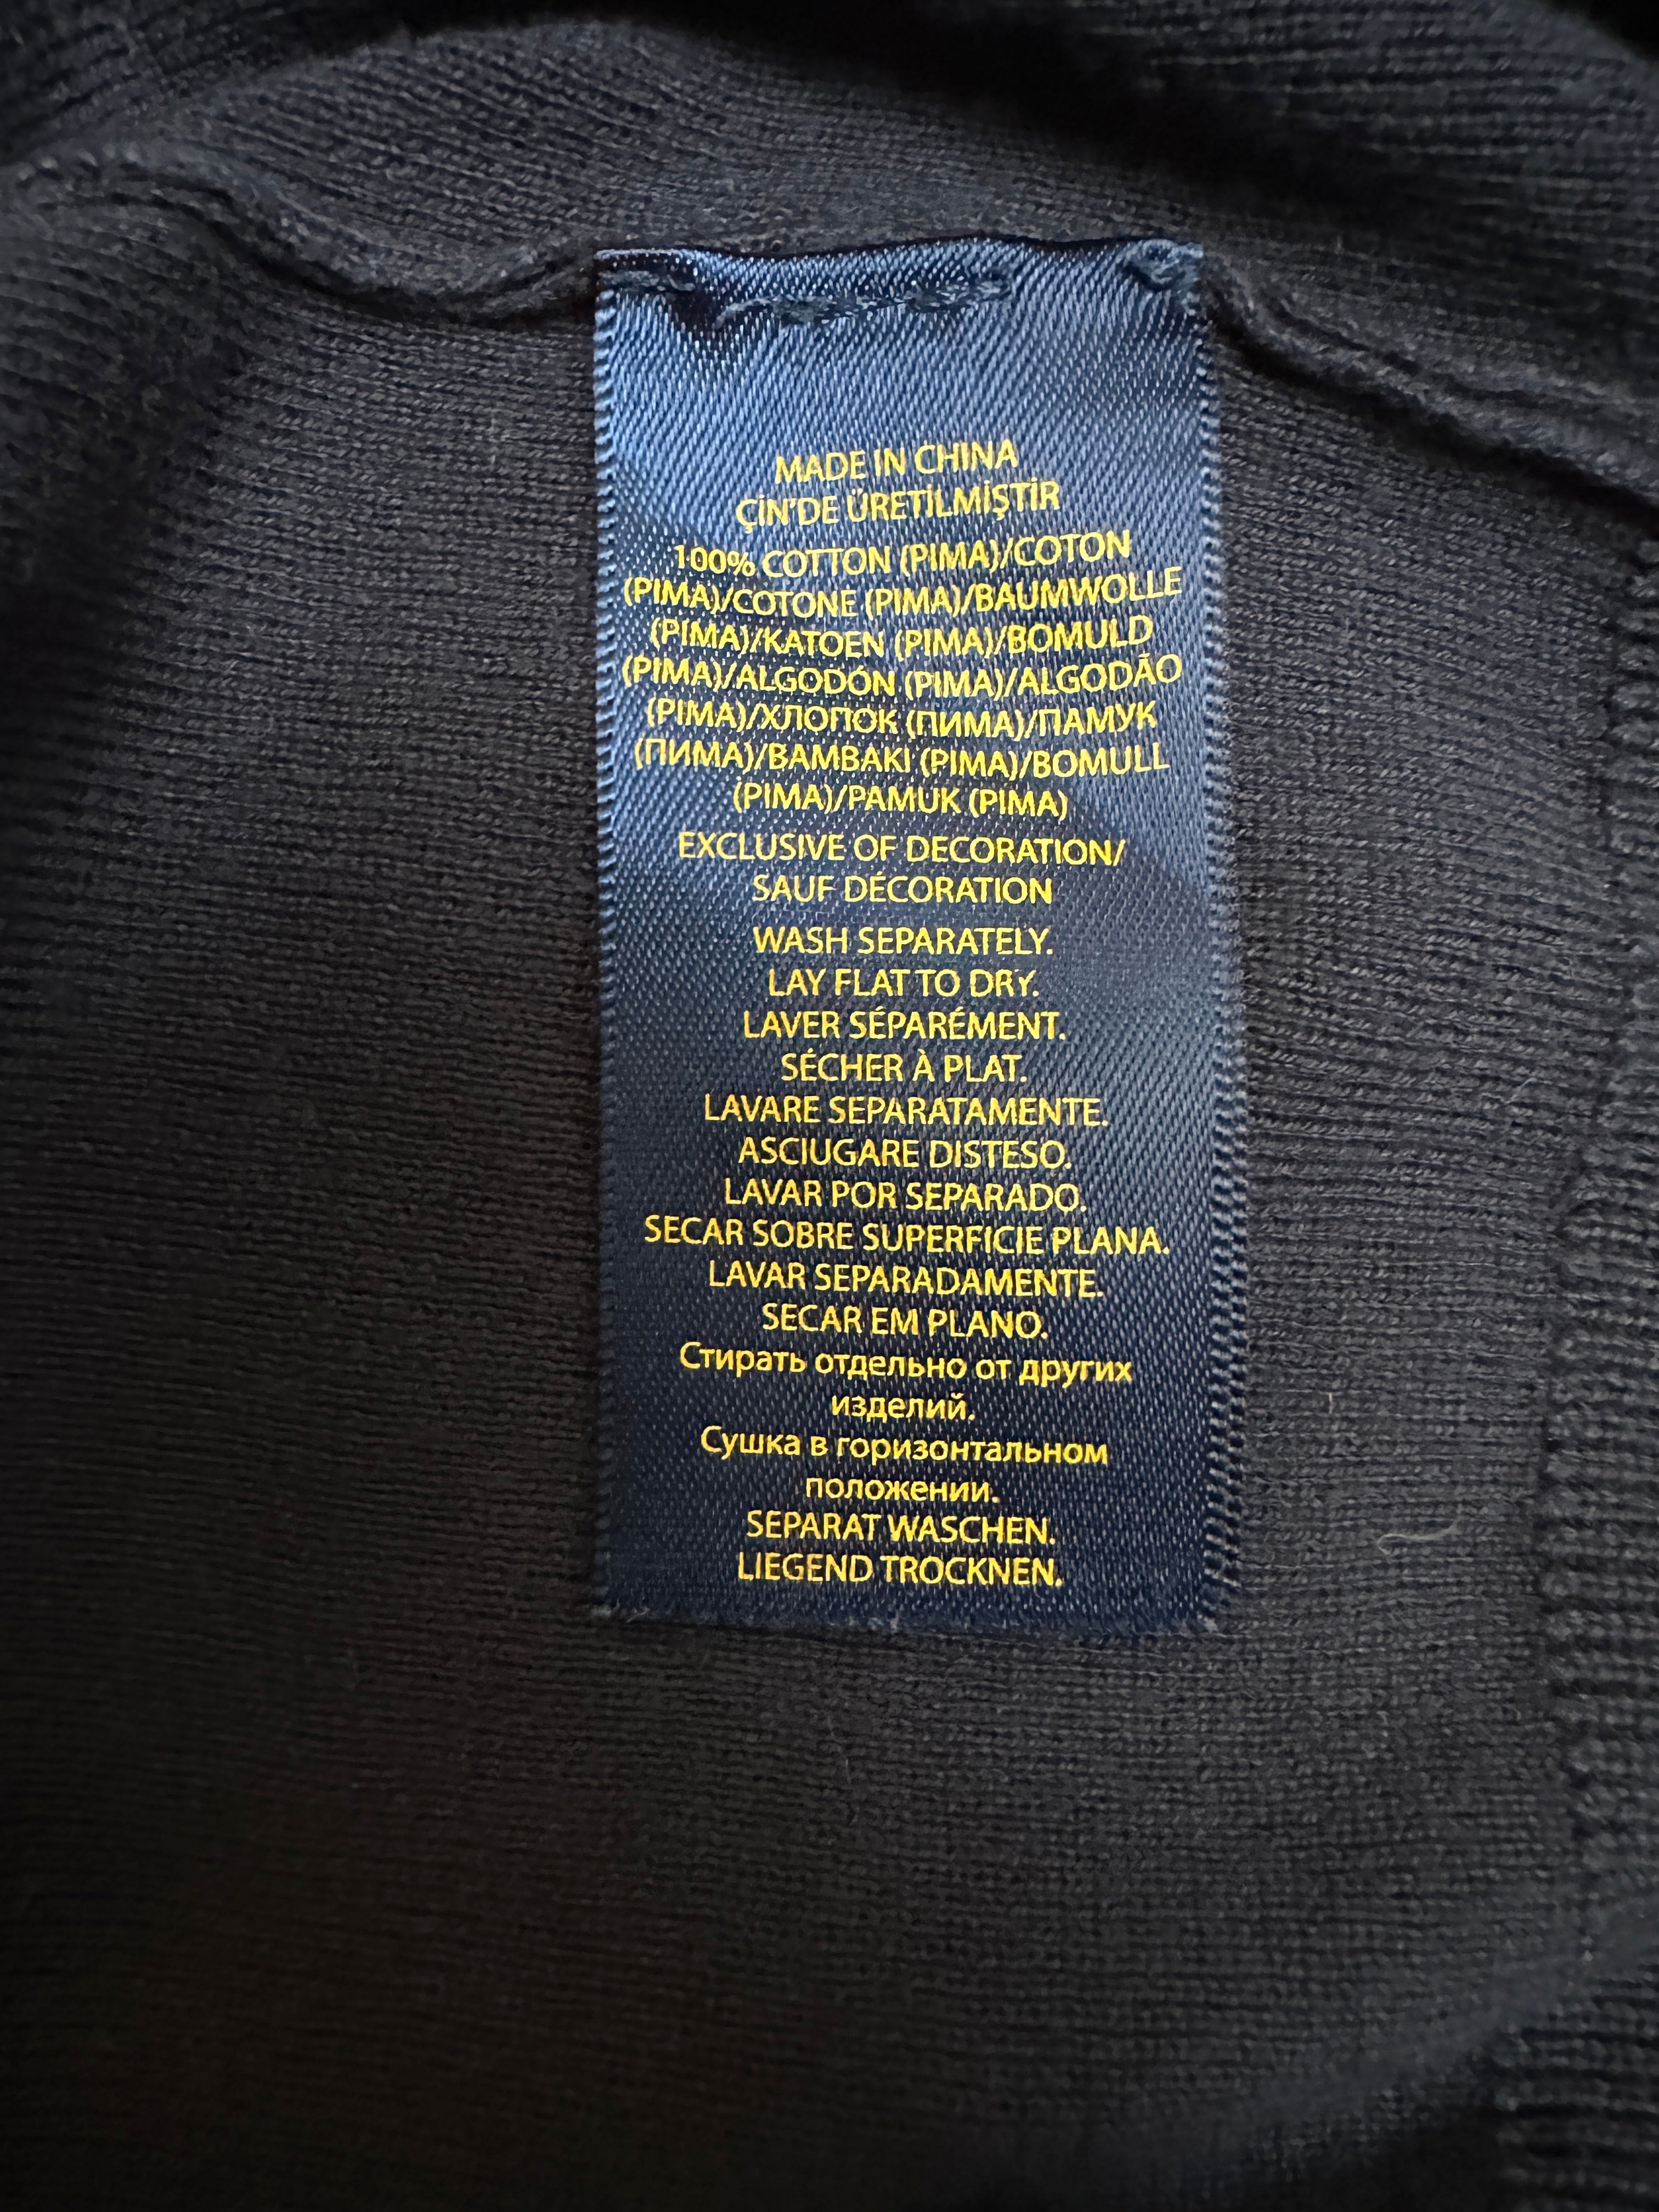 MADE IN CHINA
ÇİN'DE ÜRETİLMİŞTİR
100% COTTON (PIMA)/COTON
(PIMA)/COTONE (PIMA)/BAUMWOLLE
(PIMA)/KATOEN (PIMA)/BOMULD
(PIMA)/ALGODÓN (PIMA)/ALGODÃO
(PIMA)/ХЛОПОК (ПИМА)/ПАМУК
(ПИМА)/BAMBAKI (PIMA)/BOMULL
(PIMA)/PAMUK (PIMA)
EXCLUSIVE OF DECORATION/
SAUF DÉCORATION
WASH SEPARATELY.
LAY FLAT TO DRY.
LAVER SÉPARÉMENT.
SÉCHER À PLAT.
LAVARE SEPARATAMENTE.
ASCIUGARE DISTESO.
LAVAR POR SEPARADO.
SECAR SOBRE SUPERFICIE PLANA.
LAVAR SEPARADAMENTE.
SECAR EM PLANO.
Стирать отдельно от других
изделий.
Сушка в горизонтальном
положении.
SEPARAT WASCHEN.
LIEGEND TROCKNEN.